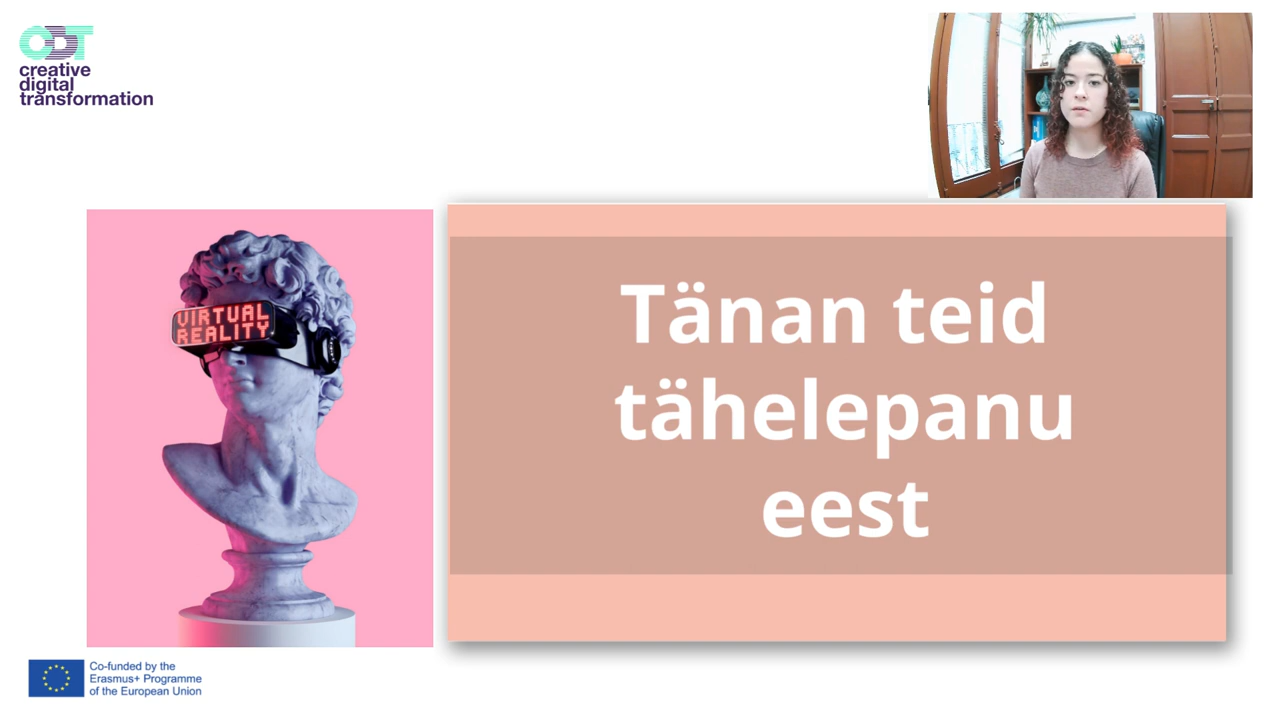 CDT
creative
digital
transformation
VIRTUAL
REALITY
Tänan teid
tähelepanu
eest
Co-funded by the
Erasmus+ Programme
of the European Union